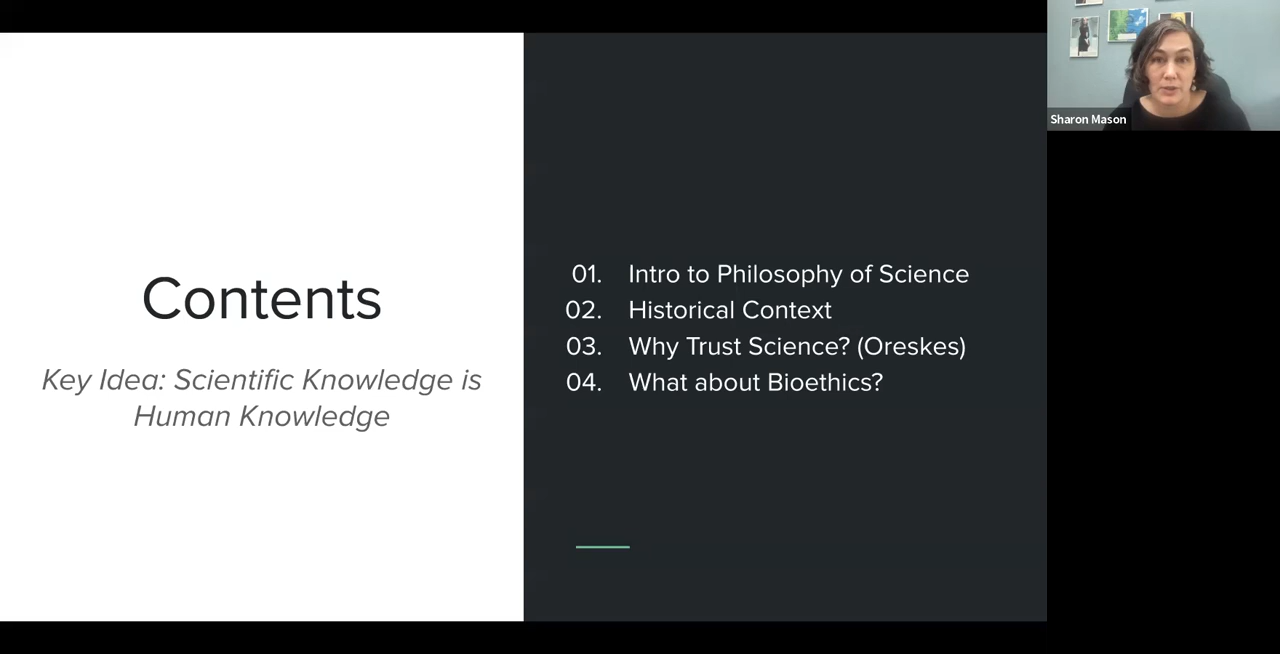 Contents
Key Idea: Scientific Knowledge is
Human Knowledge
01. Intro to Philosophy of Science
02. Historical Context
03. Why Trust Science? (Oreskes)
04. What about Bioethics?
Sharon Mason